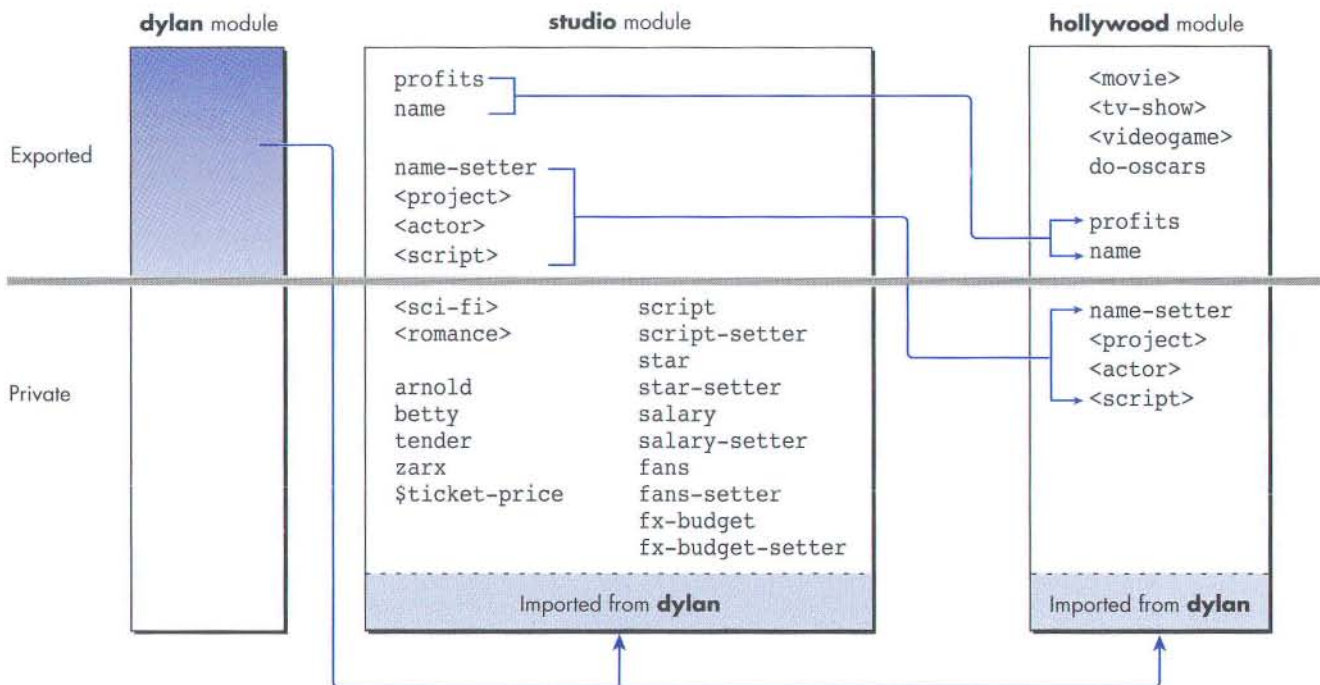 dylan module
studio module
hollywood module
Exported
profits
name
name-setter
<project>
<actor>
<script>
<movie>
<tv-show>
<videogame>
do-oscars
profits
name
Private
<sci-fi>
<romance>
arnold
betty
tender
zarx
$ticket-price
script
script-setter
star
star-setter
salary
salary-setter
fans
fans-setter
fx-budget
fx-budget-setter
name-setter
<project>
<actor>
<script>
Imported from dylan
Imported from dylan